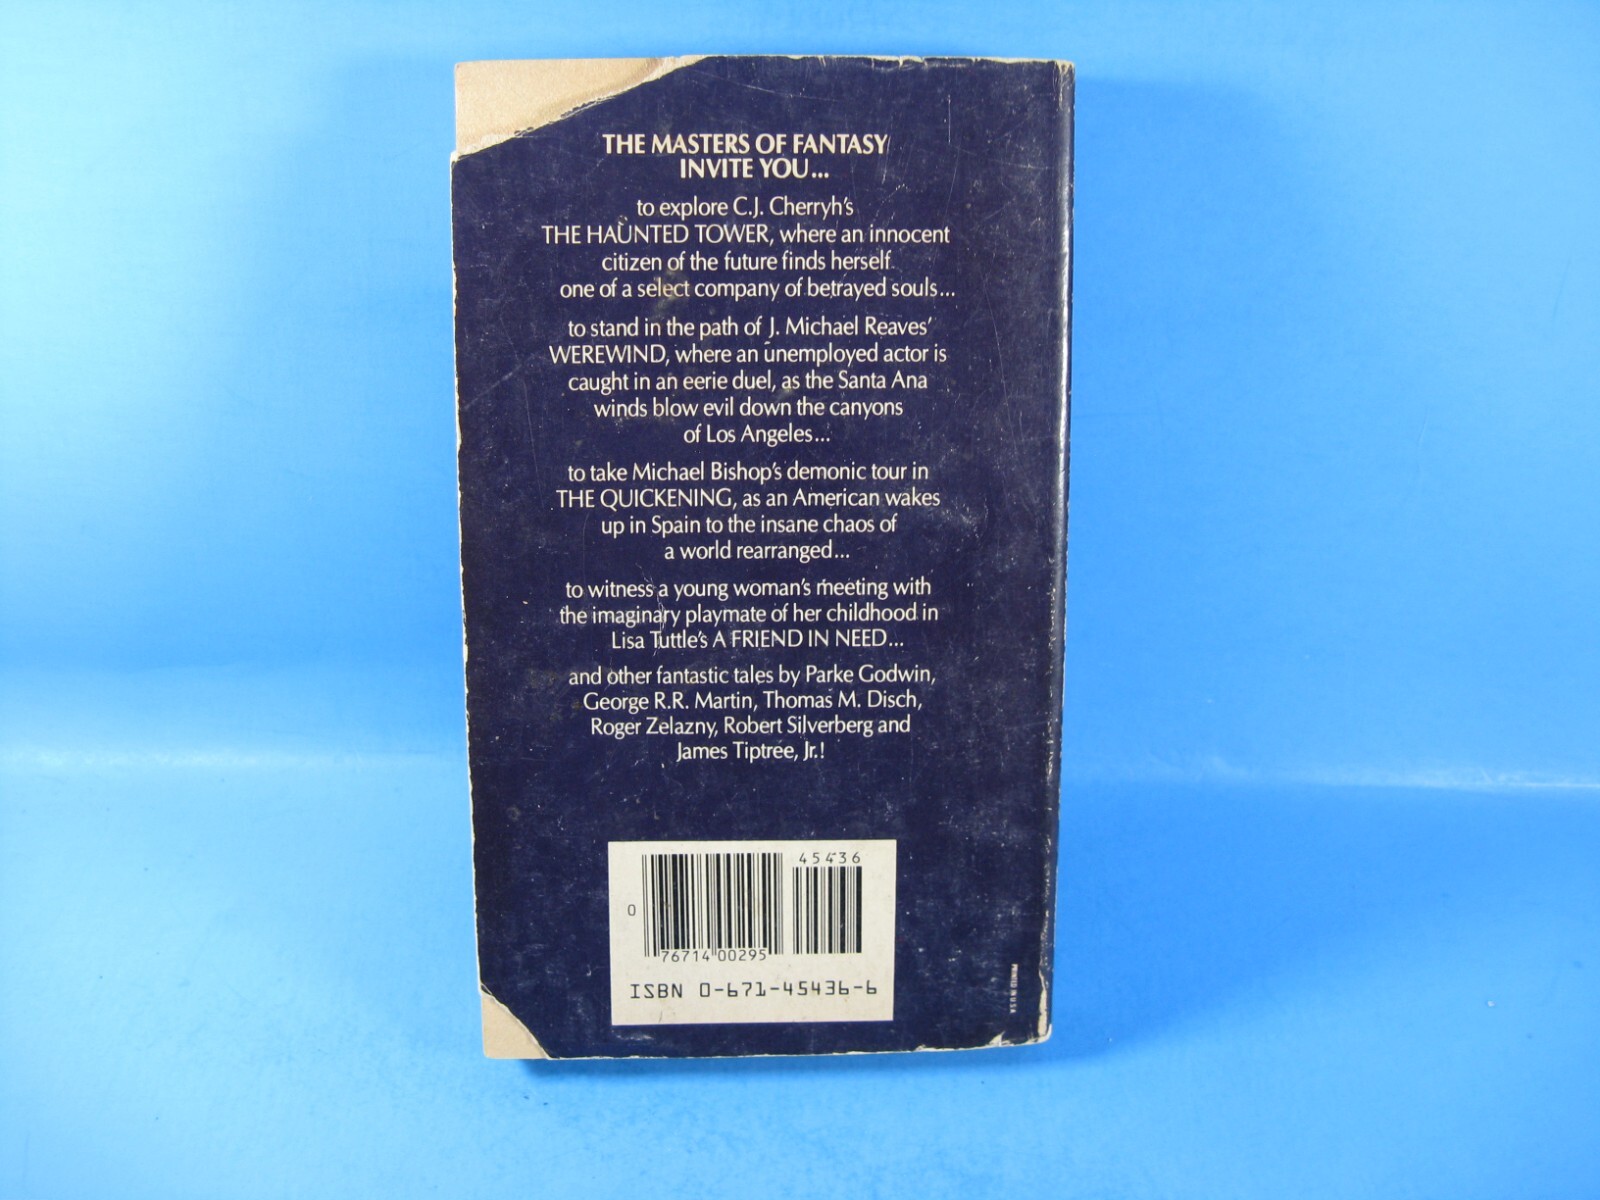 THE MASTERS OF FANTASY
INVITE YOU...
to explore C.J. Cherryh's
THE HAUNTED TOWER, where an innocent
citizen of the future finds herself
one of a select company of betrayed souls...
to stand in the path of J. Michael Reaves'
WEREWIND, where an unemployed actor is
caught in an eerie duel, as the Santa Ana
winds blow evil down the canyons
of Los Angeles...
to take Michael Bishop's demonic tour in
THE QUICKENING, as an American wakes
up in Spain to the insane chaos of
a world rearranged...
to witness a young woman's meeting with
the imaginary playmate of her childhood in
Lisa Tuttle's A FRIEND IN NEED...
and other fantastic tales by Parke Godwin,
George R.R. Martin, Thomas M. Disch,
Roger Zelazny, Robert Silverberg and
James Tiptree, Jr.!
45436
0
76714 00295
ISBN 0-671-45436-6
PRINTED IN U.S.A.